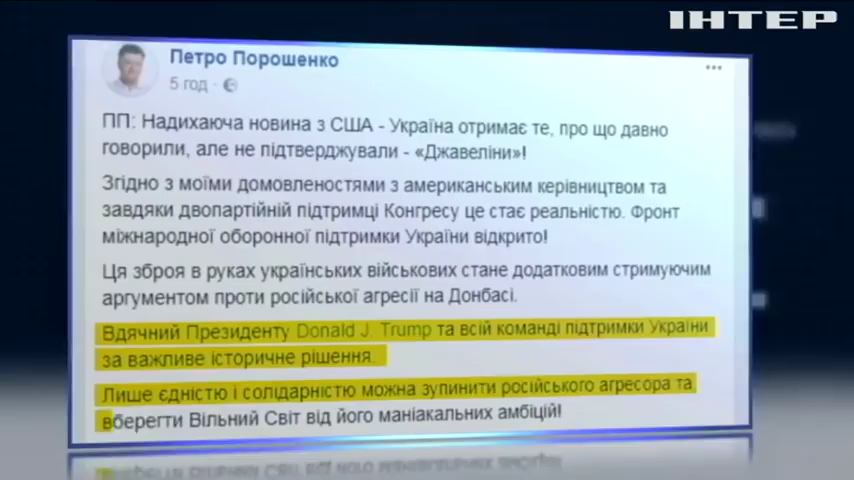 ІНТЕР
Петро Порошенко
5 год ·
ПП: Надихаюча новина з США - Україна отримає те, про що давно
говорили, але не підтверджували - «Джавеліни»!
Згідно з моїми домовленостями з американським керівництвом та
завдяки двопартійній підтримці Конгресу це стає реальністю. Фронт
міжнародної оборонної підтримки України відкрито!
Ця зброя в руках українських військових стане додатковим стримуючим
аргументом проти російської агресії на Донбасі.
Вдячний Президенту Donald J. Trump та всій команді підтримки України
за важливе історичне рішення.
Лише єдністю і солідарністю можна зупинити російського агресора та
вберегти Вільний Світ від його маніакальних амбіцій!